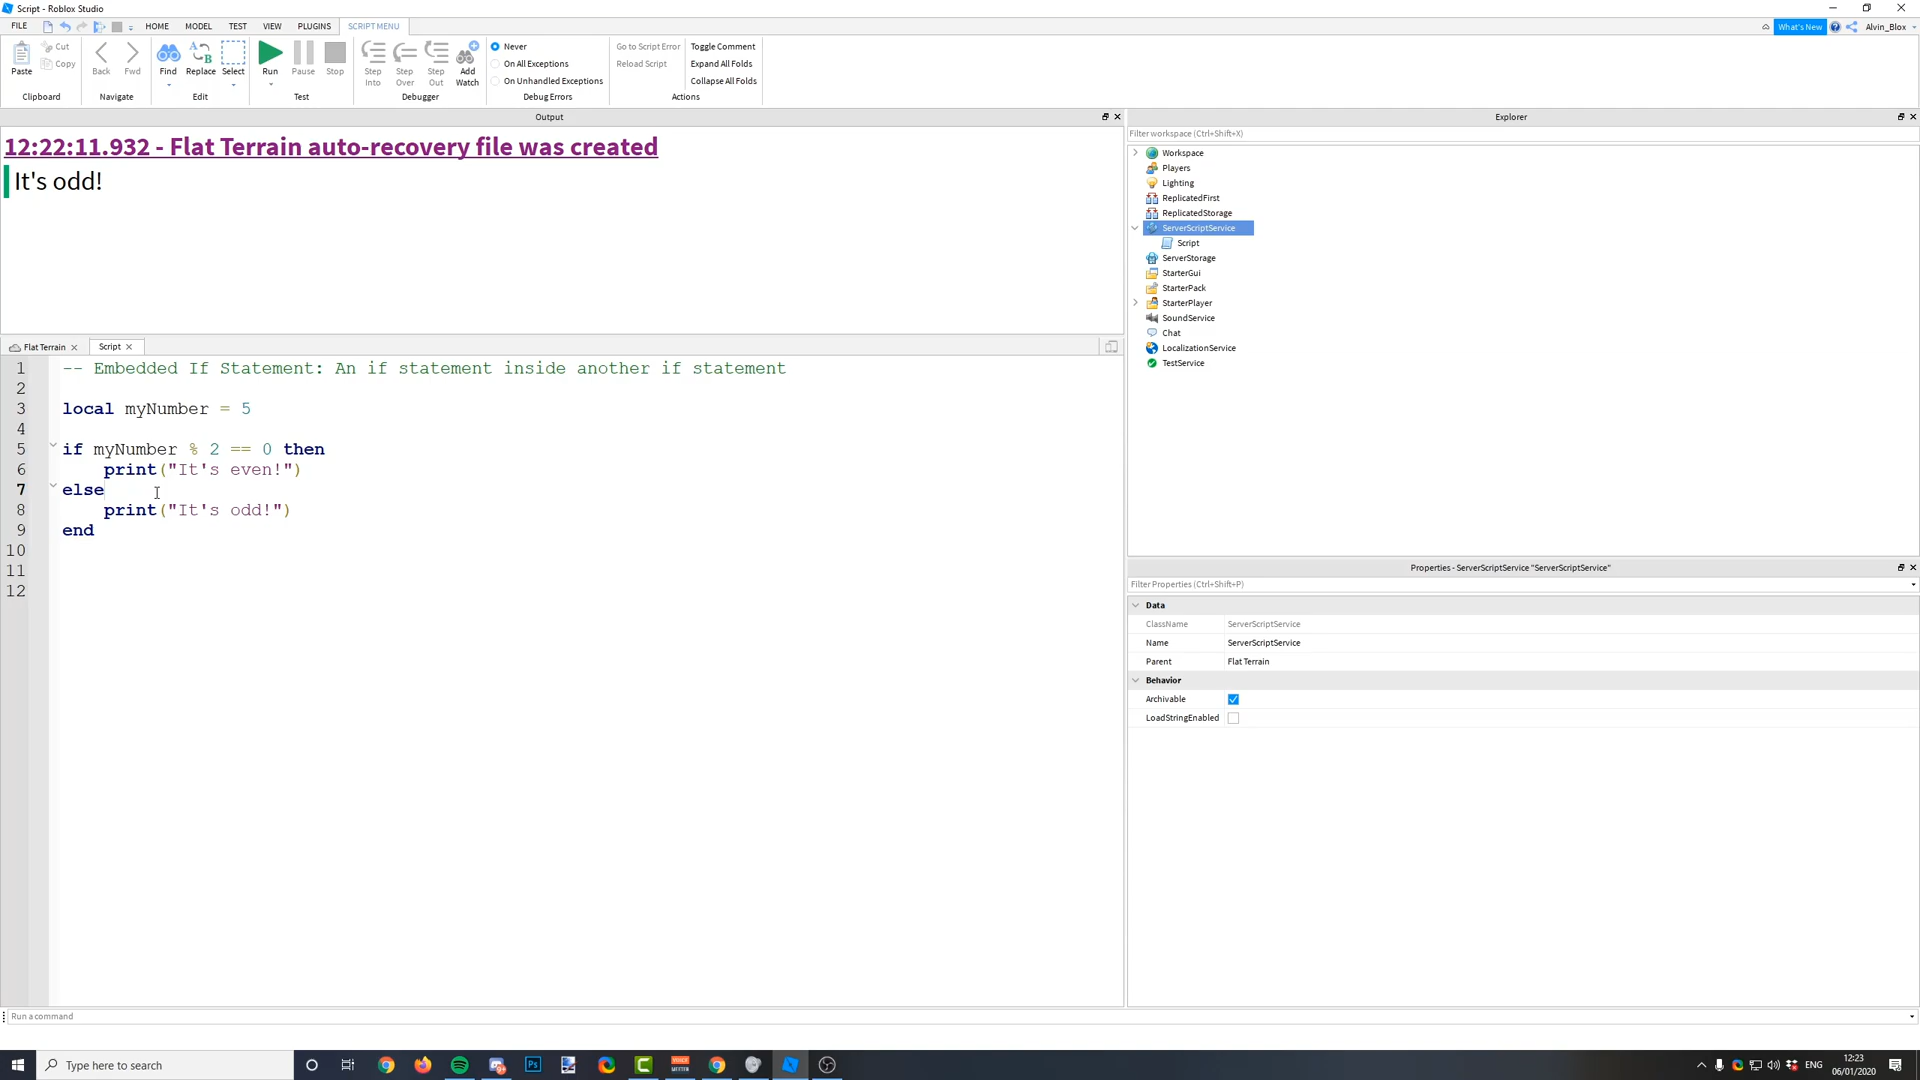 Script - Roblox Studio
FILE HOME MODEL TEST VIEW PLUGINS SCRIPT MENU What's New Alvin_Blox
Paste Cut Copy Back Fwd Find Replace Select Run Pause Stop Step Into Step Over Step Out Add Watch
Never
On All Exceptions
On Unhandled Exceptions
Go to Script Error
Reload Script
Toggle Comment
Expand All Folds
Collapse All Folds
Clipboard Navigate Edit Test Debugger Debug Errors Actions
Output
12:22:11.932 - Flat Terrain auto-recovery file was created
It's odd!
Flat Terrain Script
1 -- Embedded If Statement: An if statement inside another if statement
2
3 local myNumber = 5
4
5 if myNumber % 2 == 0 then
6 print("It's even!")
7 else
8 print("It's odd!")
9 end
10
11
12
Run a command
Explorer
Filter workspace (Ctrl+Shift+X)
Workspace
Players
Lighting
ReplicatedFirst
ReplicatedStorage
ServerScriptService
Script
ServerStorage
StarterGui
StarterPack
StarterPlayer
SoundService
Chat
LocalizationService
TestService
Properties - ServerScriptService "ServerScriptService"
Filter Properties (Ctrl+Shift+P)
Data
ClassName ServerScriptService
Name ServerScriptService
Parent Flat Terrain
Behavior
Archivable
LoadStringEnabled
Type here to search
Ps
ENG
12:23
06/01/2020